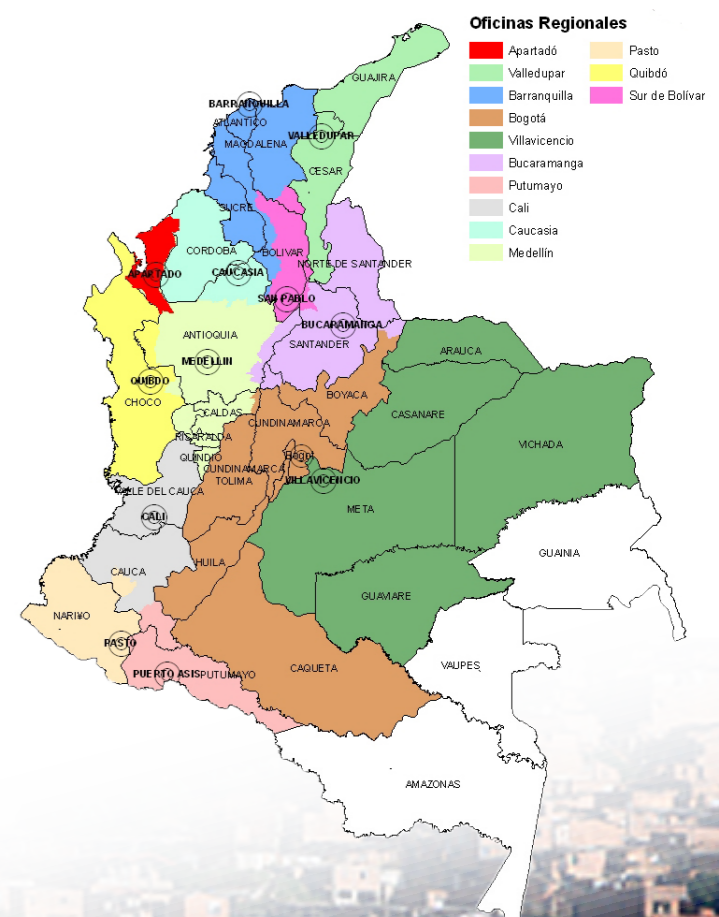 Oficinas Regionales
Apartadó
Valledupar
Barranquilla
Bogotá
Villavicencio
Bucaramanga
Putumayo
Cali
Caucasia
Medellín
Pasto
Quibdó
Sur de Bolívar
GUAJIRA
BARRANQUILLA
ATLANTICO
VALLEDUPAR
MAGDALENA
CESAR
SUCRE
CORDOBA
BOLIVAR
NORTE DE SANTANDER
APARTADO
CAUCASIA
SAN PABLO
BUCARAMANGA
ANTIOQUIA
SANTANDER
ARAUCA
MEDELLIN
QUIBDO
BOYACA
CHOCO
CALDAS
CASANARE
CUNDINAMARCA
RISARALDA
VICHADA
QUINDIO
Bogot
CUNDINAMARCA
TOLIMA
VILLAVICENCIO
VALLE DEL CAUCA
META
CALI
GUAINIA
HUILA
CAUCA
GUAVIARE
NARIÑO
PASTO
VAUPES
CAQUETA
PUERTO ASIS
PUTUMAYO
AMAZONAS